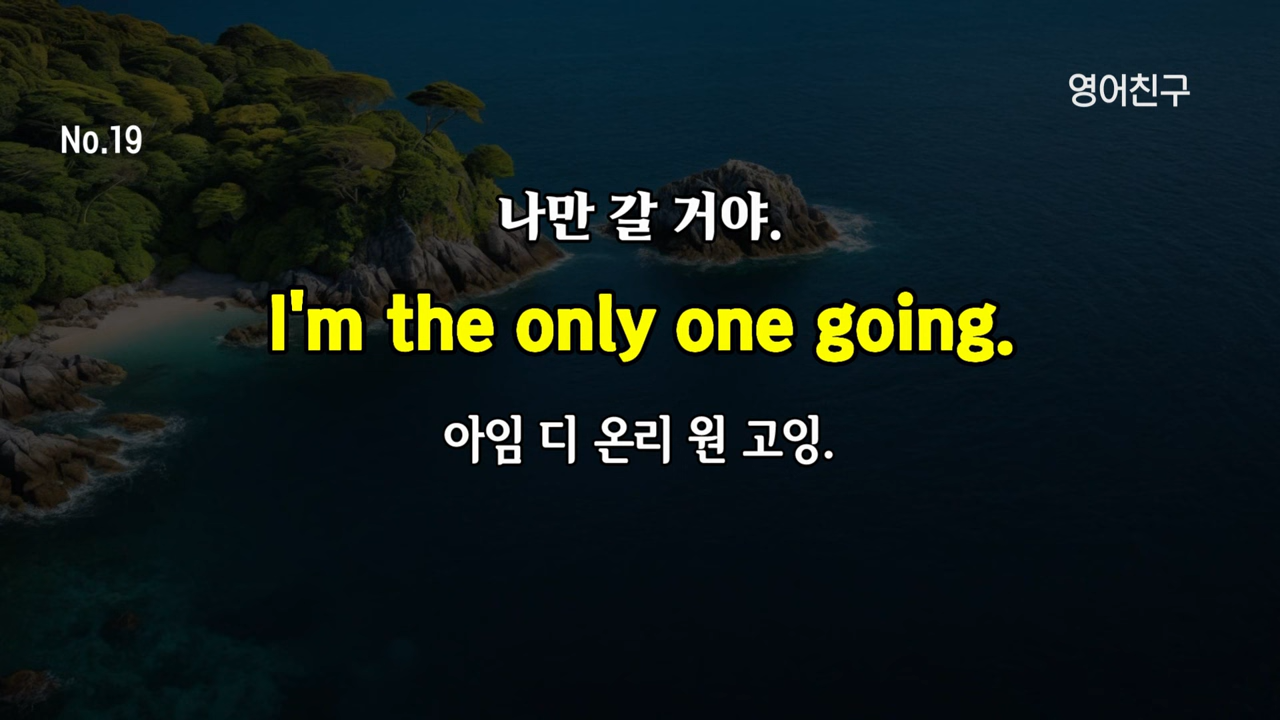 영어친구
No.19
나만 갈 거야.
I'm the only one going.
아임 디 온리 원 고잉.